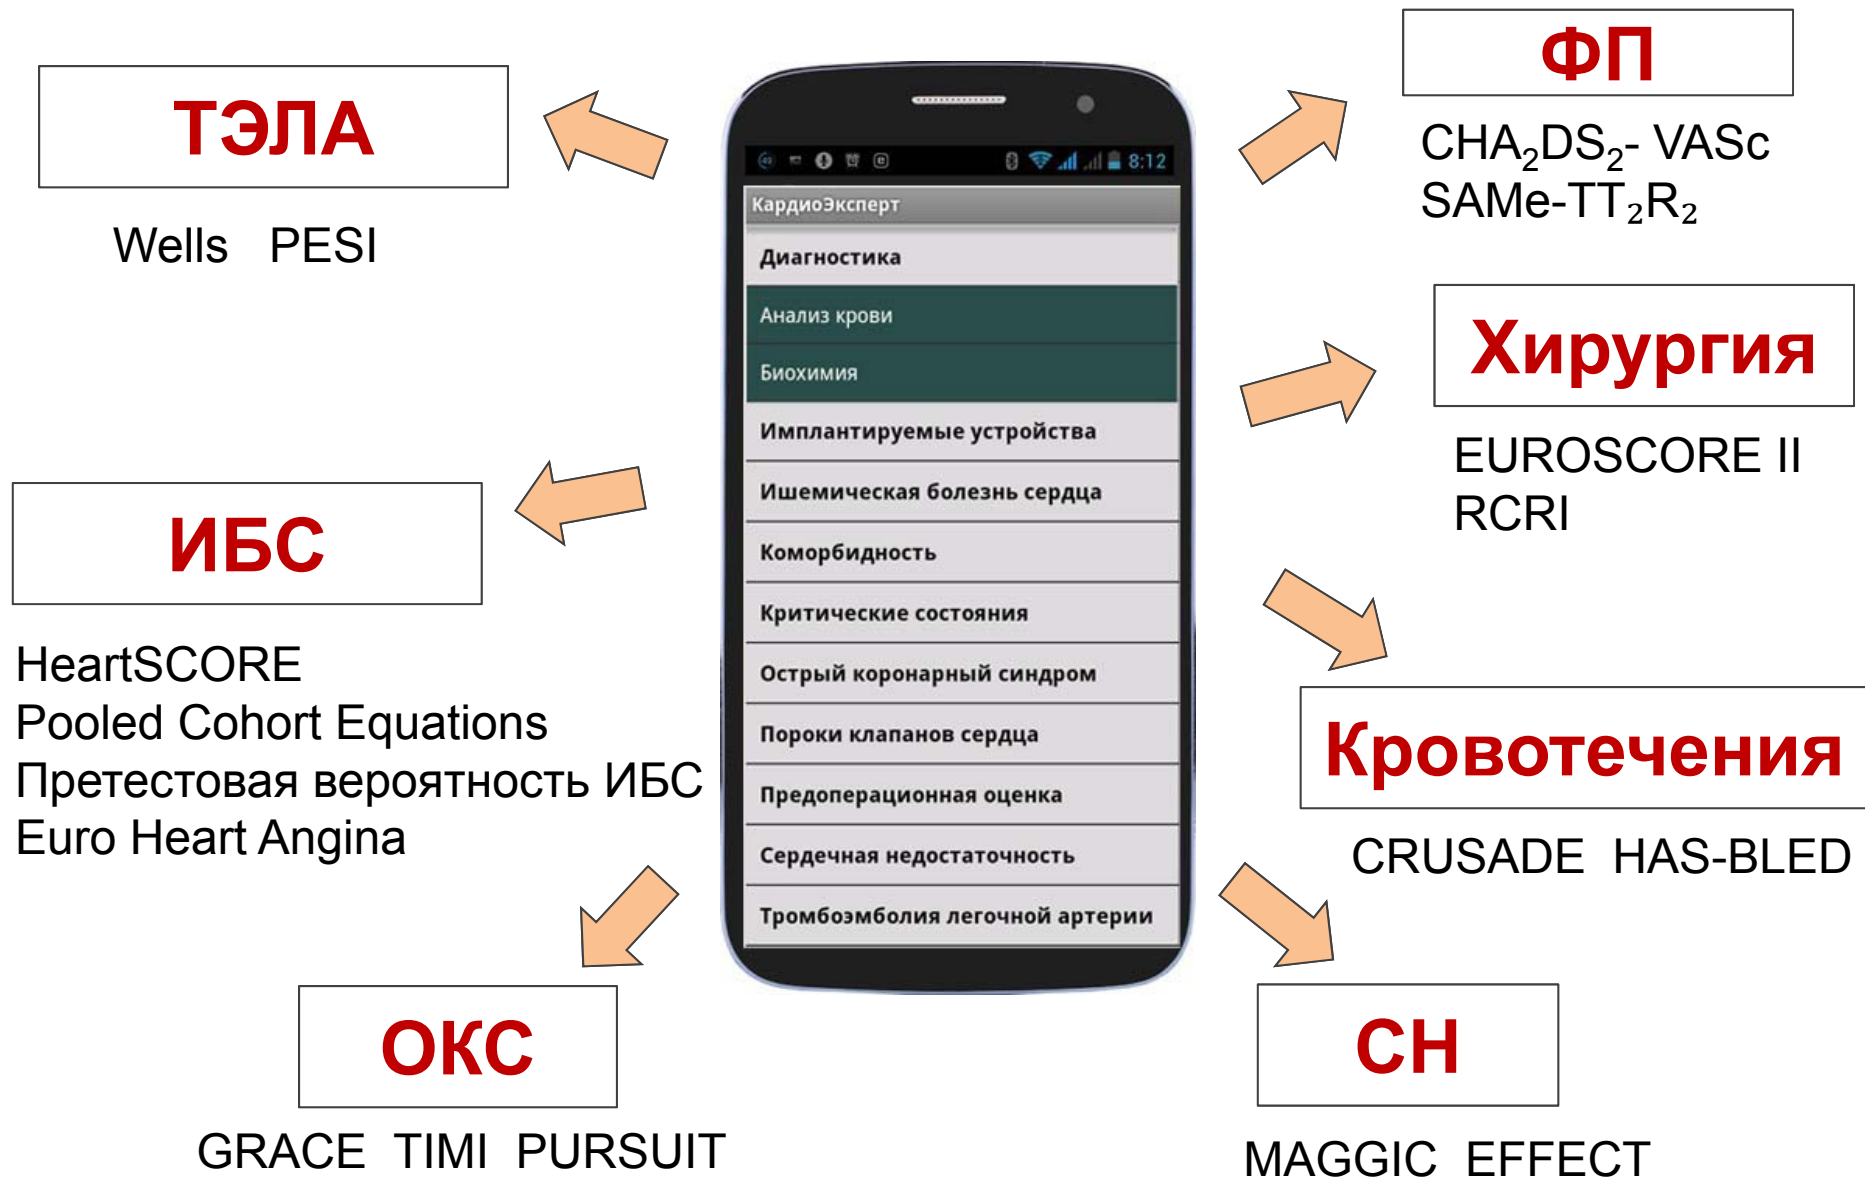 ТЭЛА
Wells PESI
ИБС
HeartSCORE
Pooled Cohort Equations
Претестовая вероятность ИБС
Euro Heart Angina
ОКС
GRACE TIMI PURSUIT
8:12
КардиоЭксперт
Диагностика
Анализ крови
Биохимия
Имплантируемые устройства
Ишемическая болезнь сердца
Коморбидность
Критические состояния
Острый коронарный синдром
Пороки клапанов сердца
Предоперационная оценка
Сердечная недостаточность
Тромбоэмболия легочной артерии
ФП
CHA₂DS₂- VASc
SAMe-TT₂R₂
Хирургия
EUROSCORE II
RCRI
Кровотечения
CRUSADE HAS-BLED
СН
MAGGIC EFFECT